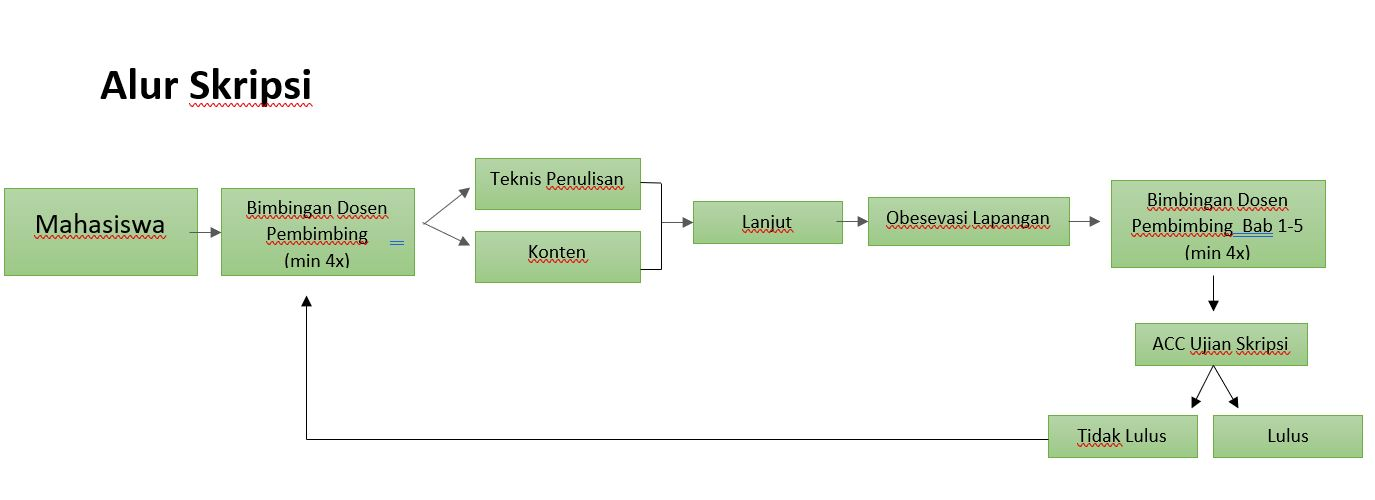 Alur Skripsi
Mahasiswa
Bimbingan Dosen
Pembimbing
(min 4x)
Teknis Penulisan
Konten
Lanjut
Obesevasi Lapangan
Bimbingan Dosen
Pembimbing Bab 1-5
(min 4x)
ACC Ujian Skripsi
Tidak Lulus
Lulus